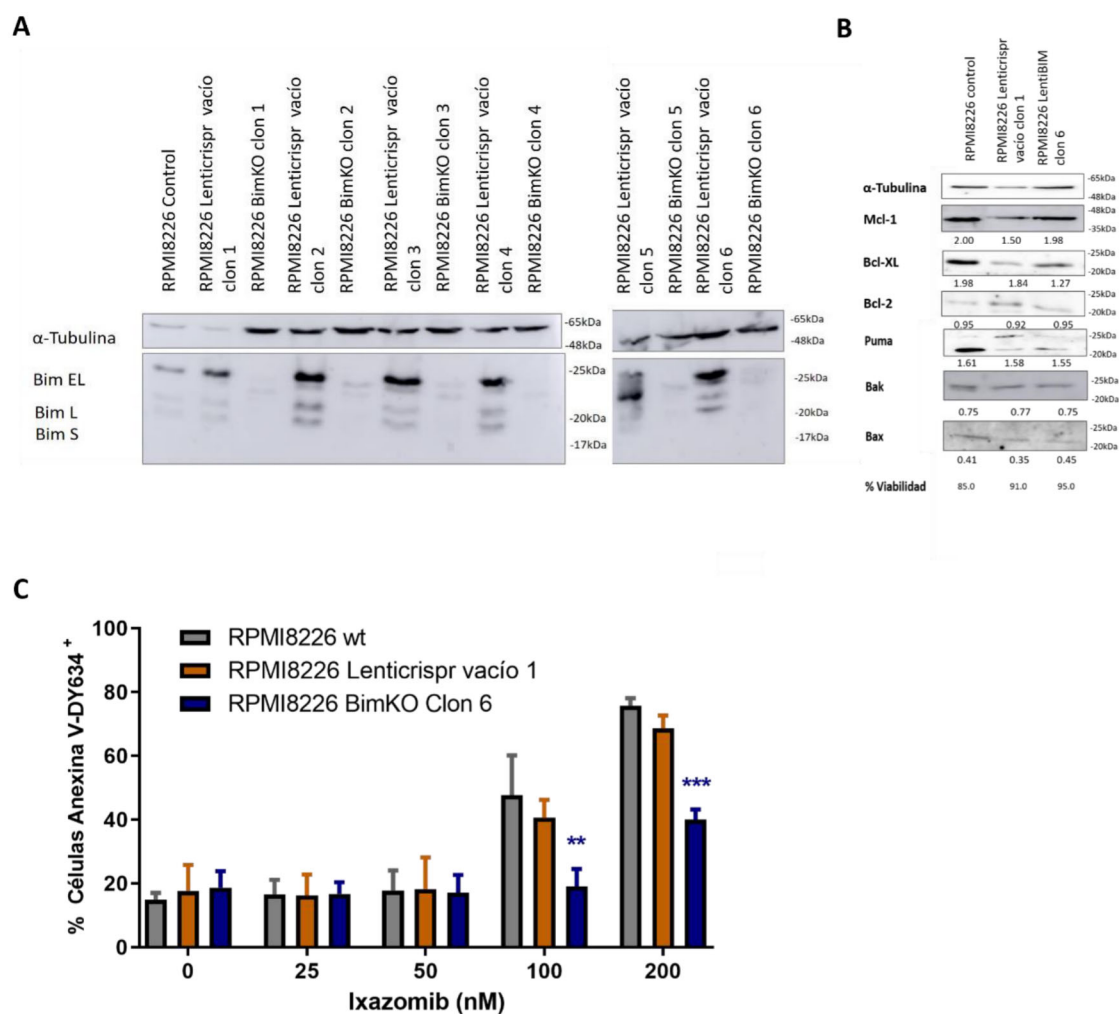 A
RPMI8226 Control
RPMI8226 Lenticrispr vacío
clon 1
RPMI8226 BimKO clon 1
RPMI8226 Lenticrispr vacío
clon 2
RPMI8226 BimKO clon 2
RPMI8226 Lenticrispr vacío
clon 3
RPMI8226 BimKO clon 3
RPMI8226 Lenticrispr vacío
clon 4
RPMI8226 BimKO clon 4
RPMI8226 Lenticrispr vacío
clon 5
RPMI8226 BimKO clon 5
RPMI8226 Lenticrispr vacío
clon 6
RPMI8226 BimKO clon 6
α-Tubulina
-65kDa
-48kDa
-65kDa
-48kDa
Bim EL
Bim L
Bim S
-25kDa
-20kDa
-17kDa
-25kDa
-20kDa
-17kDa
B
RPMI8226 control
RPMI8226 Lenticrispr
vacio clon 1
RPMI8226 LentiBIM
clon 6
α-Tubulina
-65kDa
-48kDa
Mcl-1
-48kDa
-35kDa
2.00 1.50 1.98
Bcl-XL
-25kDa
-20kDa
1.98 1.84 1.27
Bcl-2
-25kDa
-20kDa
0.95 0.92 0.95
Puma
-25kDa
-20kDa
1.61 1.58 1.55
Bak
-25kDa
-20kDa
0.75 0.77 0.75
Bax
-25kDa
-20kDa
0.41 0.35 0.45
% Viabilidad 85.0 91.0 95.0
C
% Células Anexina V-DY634 +
100
80
60
40
20
0
RPMI8226 wt
RPMI8226 Lenticrispr vacío 1
RPMI8226 BimKO Clon 6
**
***
0 25 50 100 200
Ixazomib (nM)